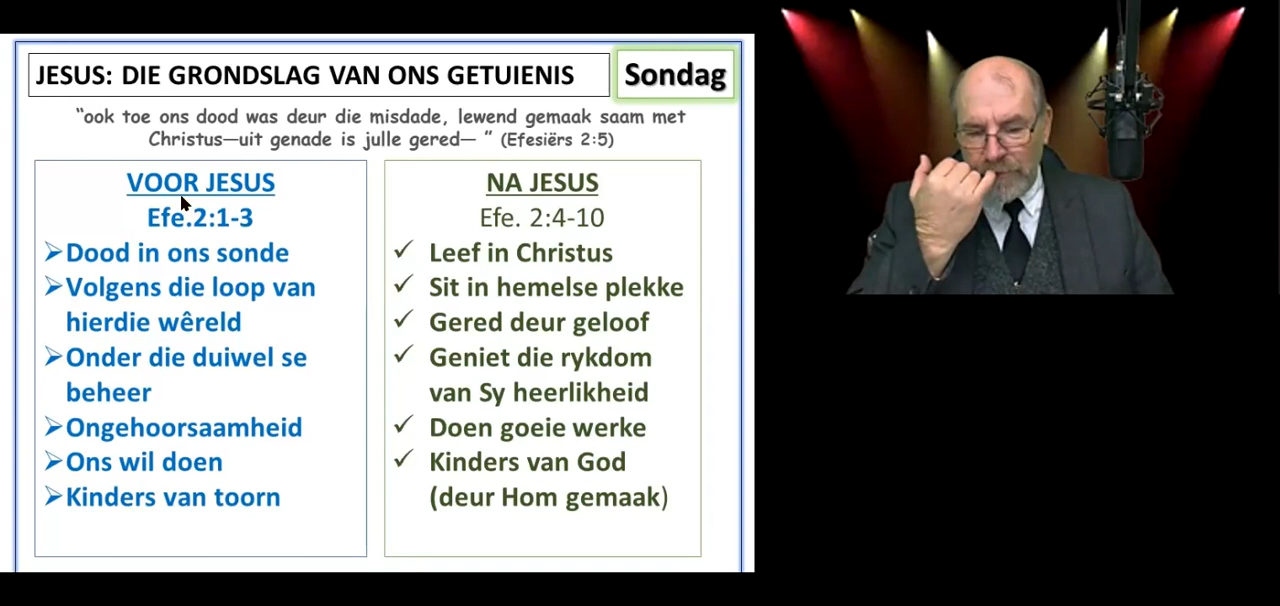 JESUS: DIE GRONDSLAG VAN ONS GETUIENIS
Sondag
“ook toe ons dood was deur die misdade, lewend gemaak saam met
Christus—uit genade is julle gered— ” (Efesiërs 2:5)
VOOR JESUS
Efe.2:1-3
Dood in ons sonde
Volgens die loop van
hierdie wêreld
Onder die duiwel se
beheer
Ongehoorsaamheid
Ons wil doen
Kinders van toorn
NA JESUS
Efe. 2:4-10
Leef in Christus
Sit in hemelse plekke
Gered deur geloof
Geniet die rykdom
van Sy heerlikheid
Doen goeie werke
Kinders van God
(deur Hom gemaak)